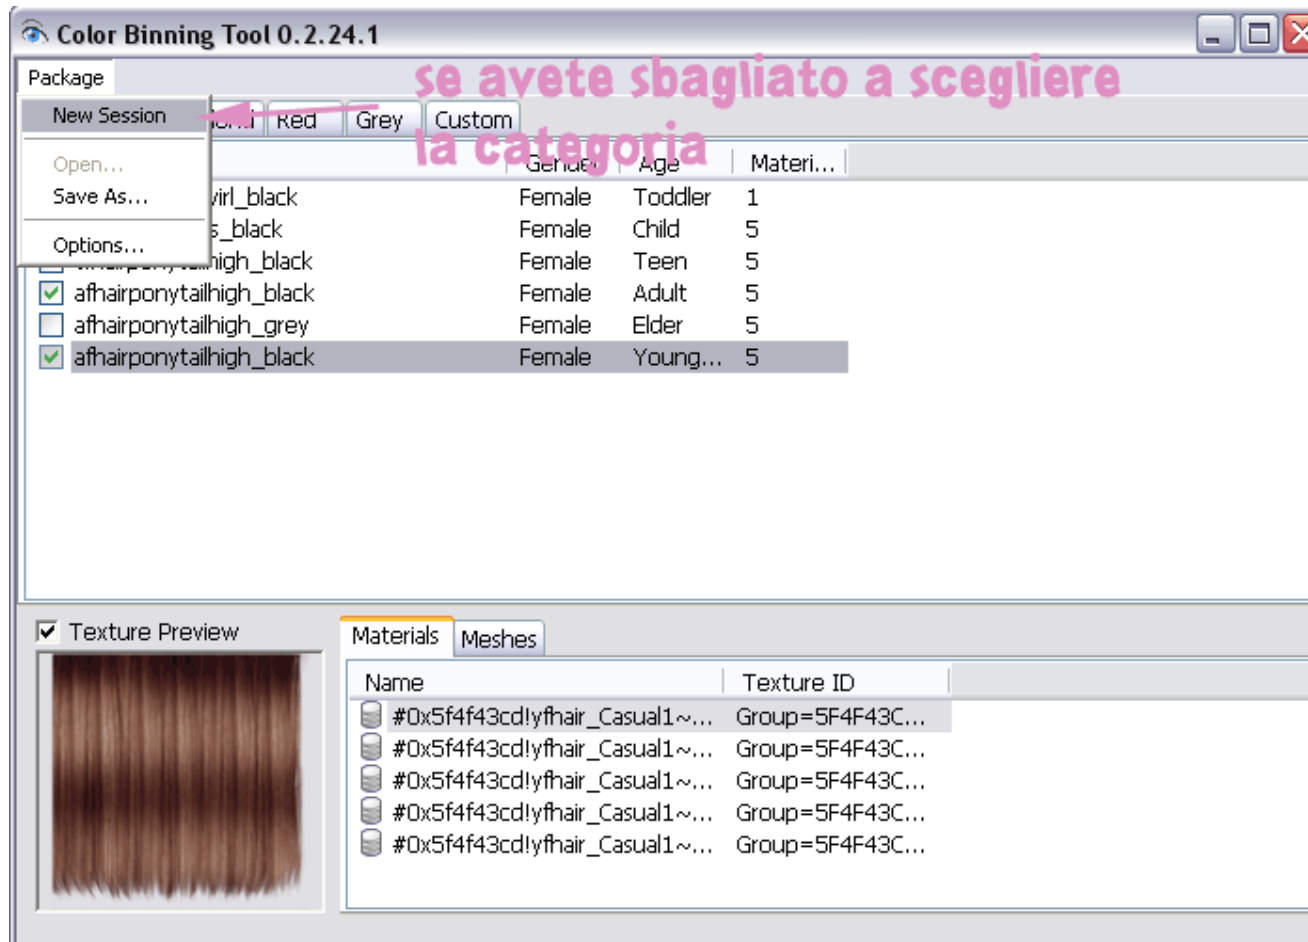 Color Binning Tool 0.2.24.1
Package
se avete sbagliato a scegliere
New Session
Red Grey Custom
la categoria
Open...
Gender Age Materi...
Save As...
virl_black Female Toddler 1
Options...
s_black Female Child 5
high_black Female Teen 5
afhairponytailhigh_black Female Adult 5
afhairponytailhigh_grey Female Elder 5
afhairponytailhigh_black Female Young... 5
Texture Preview
Materials Meshes
Name Texture ID
#0x5f4f43cd!yfhair_Casual1~... Group=5F4F43C...
#0x5f4f43cd!yfhair_Casual1~... Group=5F4F43C...
#0x5f4f43cd!yfhair_Casual1~... Group=5F4F43C...
#0x5f4f43cd!yfhair_Casual1~... Group=5F4F43C...
#0x5f4f43cd!yfhair_Casual1~... Group=5F4F43C...